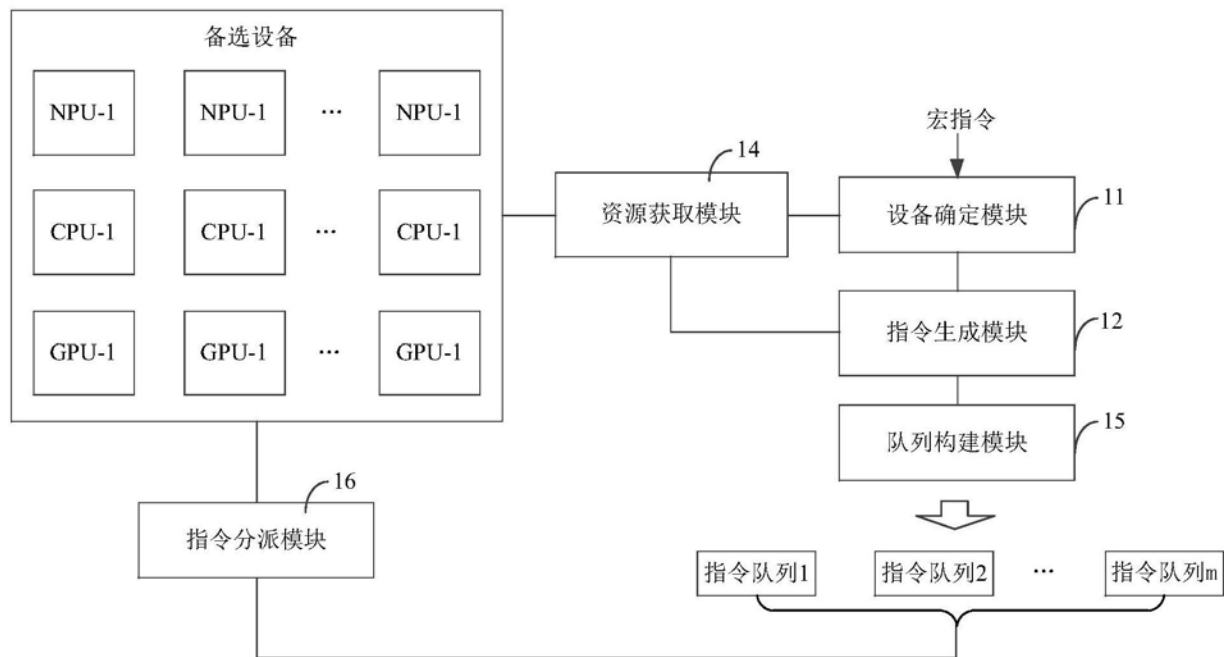 备选设备
NPU-1 NPU-1 ... NPU-1
CPU-1 CPU-1 ... CPU-1
GPU-1 GPU-1 ... GPU-1
14
资源获取模块
宏指令
设备确定模块
11
指令生成模块
12
队列构建模块
15
16
指令分派模块
指令队列1 指令队列2 ... 指令队列m